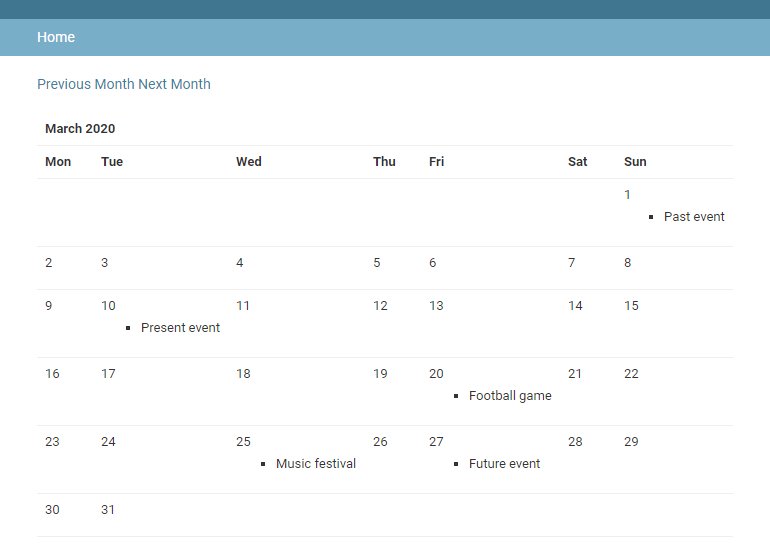 Home
Previous Month Next Month
March 2020
Mon Tue Wed Thu Fri Sat Sun
1
Past event
2 3 4 5 6 7 8
9 10 11 12 13 14 15
Present event
16 17 18 19 20 21 22
Football game
23 24 25 26 27 28 29
Music festival Future event
30 31